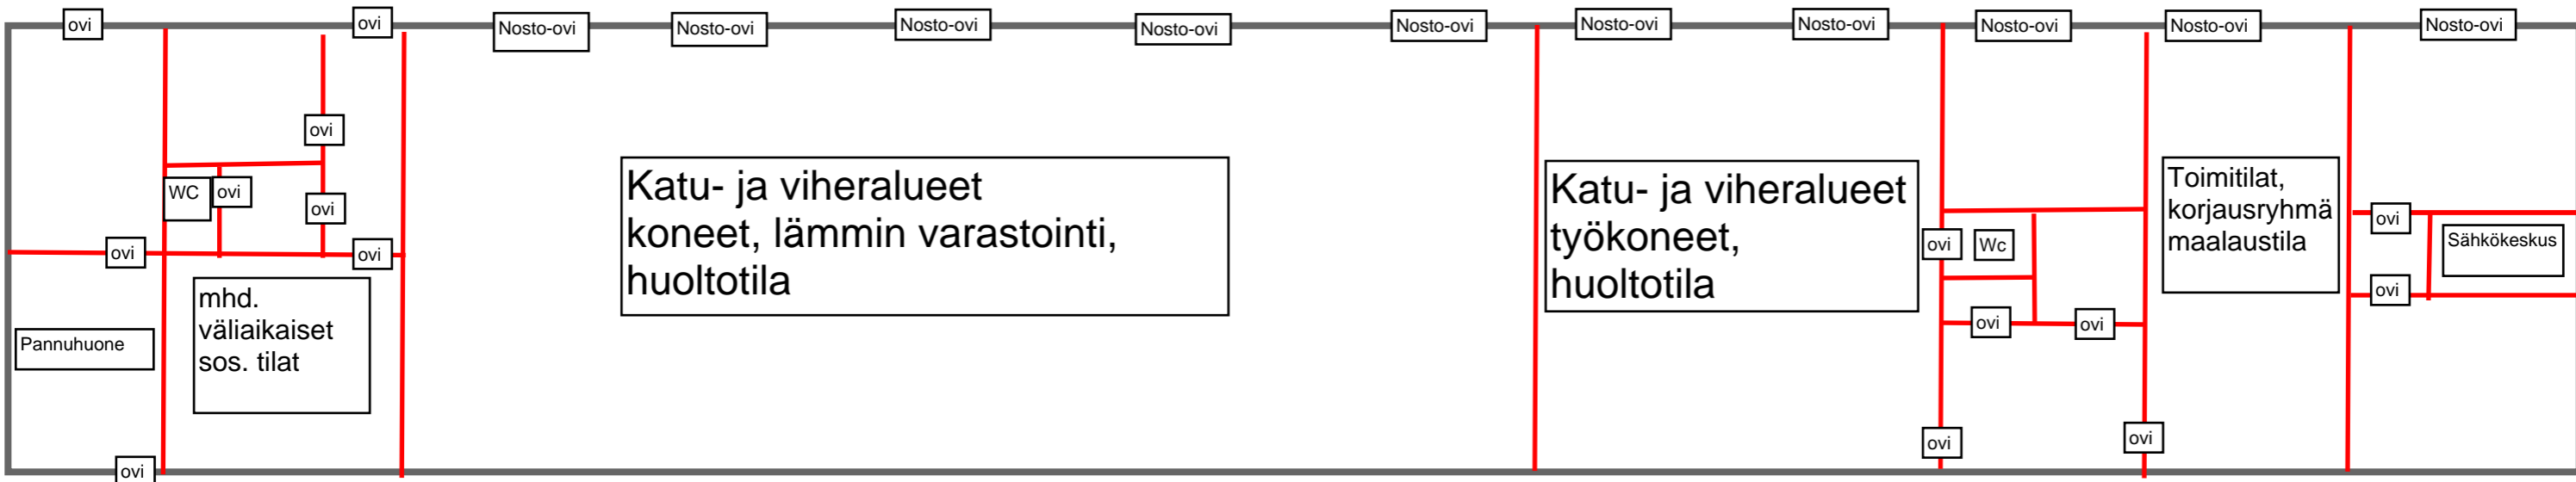 ovi
ovi
Nosto-ovi
Nosto-ovi
Nosto-ovi
Nosto-ovi
Nosto-ovi
Nosto-ovi
Nosto-ovi
Nosto-ovi
Nosto-ovi
Nosto-ovi
ovi
WC
ovi
ovi
ovi
ovi
mhd.
väliaikaiset
sos. tilat
Pannuhuone
ovi
Katu- ja viheralueet
koneet, lämmin varastointi,
huoltotila
Katu- ja viheralueet
työkoneet,
huoltotila
ovi
Wc
ovi
ovi
ovi
ovi
Toimitilat,
korjausryhmä
maalaustila
ovi
Sähkökeskus
ovi